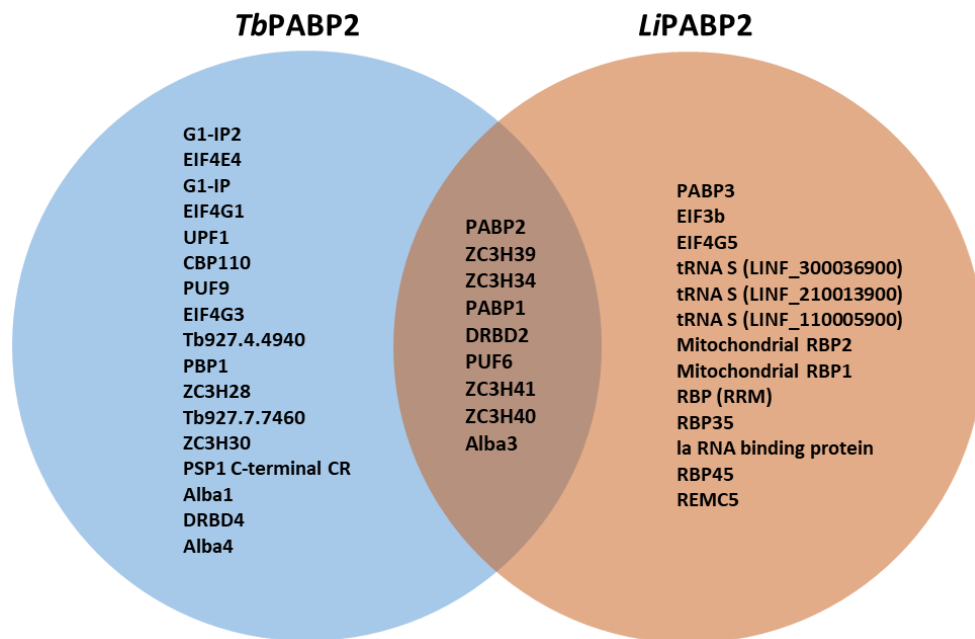 TbPABP2
LiPABP2
G1-IP2
EIF4E4
G1-IP
EIF4G1
UPF1
CBP110
PUF9
EIF4G3
Tb927.4.4940
PBP1
ZC3H28
Tb927.7.7460
ZC3H30
PSP1 C-terminal CR
Alba1
DRBD4
Alba4
PABP2
ZC3H39
ZC3H34
PABP1
DRBD2
PUF6
ZC3H41
ZC3H40
Alba3
PABP3
EIF3b
EIF4G5
tRNA S (LINF_300036900)
tRNA S (LINF_210013900)
tRNA S (LINF_110005900)
Mitochondrial RBP2
Mitochondrial RBP1
RBP (RRM)
RBP35
la RNA binding protein
RBP45
REMC5